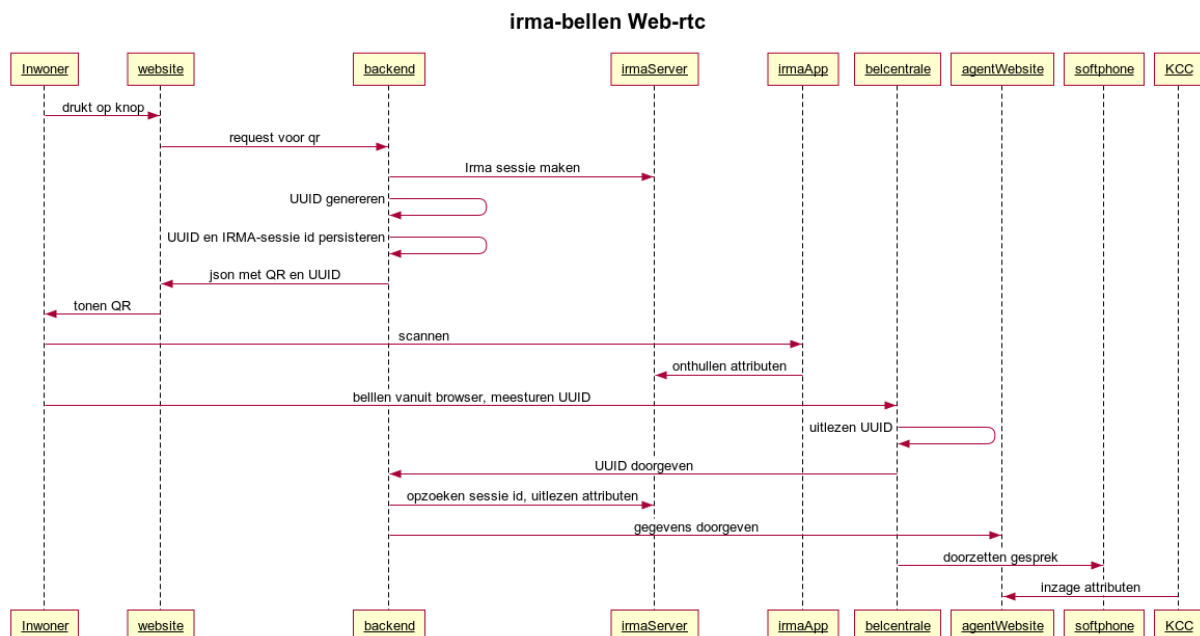 irma-bellen Web-rtc
Inwoner website backend irmaServer irmaApp belcentrale agentWebsite softphone KCC
drukt op knop
request voor qr
Irma sessie maken
UUID genereren
UUID en IRMA-sessie id persisteren
json met QR en UUID
tonen QR
scannen
onthullen attributen
belllen vanuit browser, meesturen UUID
uitlezen UUID
UUID doorgeven
opzoeken sessie id, uitlezen attributen
gegevens doorgeven
doorzetten gesprek
inzage attributen
Inwoner website backend irmaServer irmaApp belcentrale agentWebsite softphone KCC